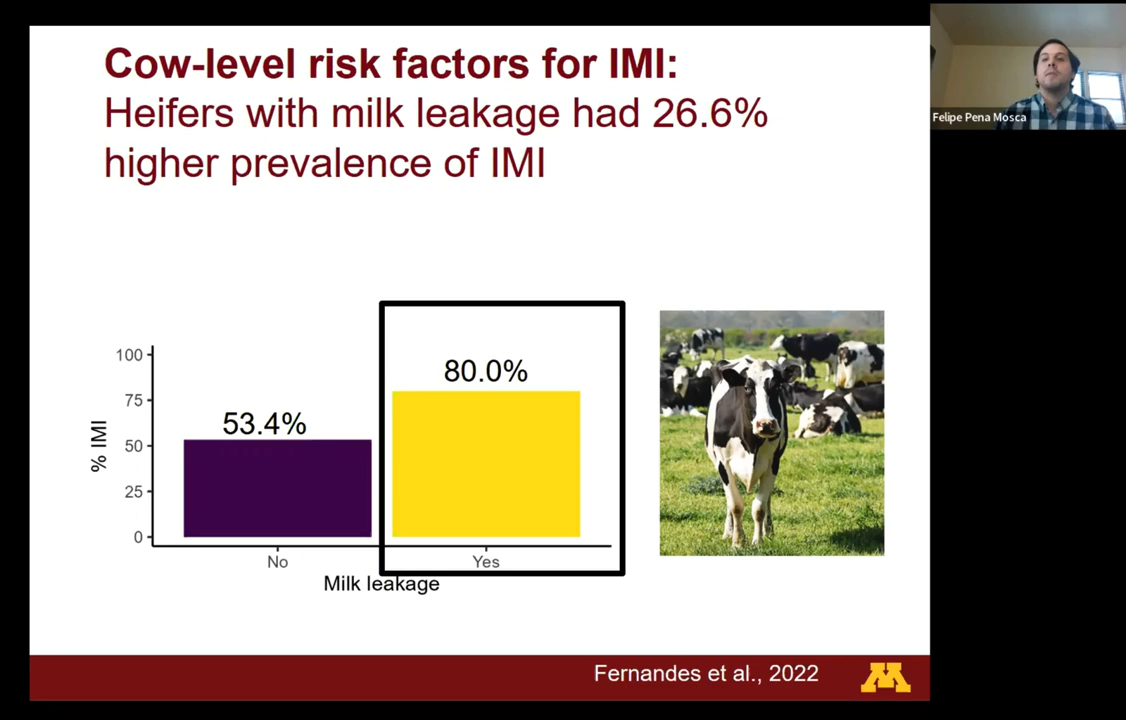 Cow-level risk factors for IMI:
Heifers with milk leakage had 26.6%
higher prevalence of IMI
Felipe Pena Mosca
100
75
50
25
0
% IMI
53.4%
80.0%
No
Yes
Milk leakage
Fernandes et al., 2022
M